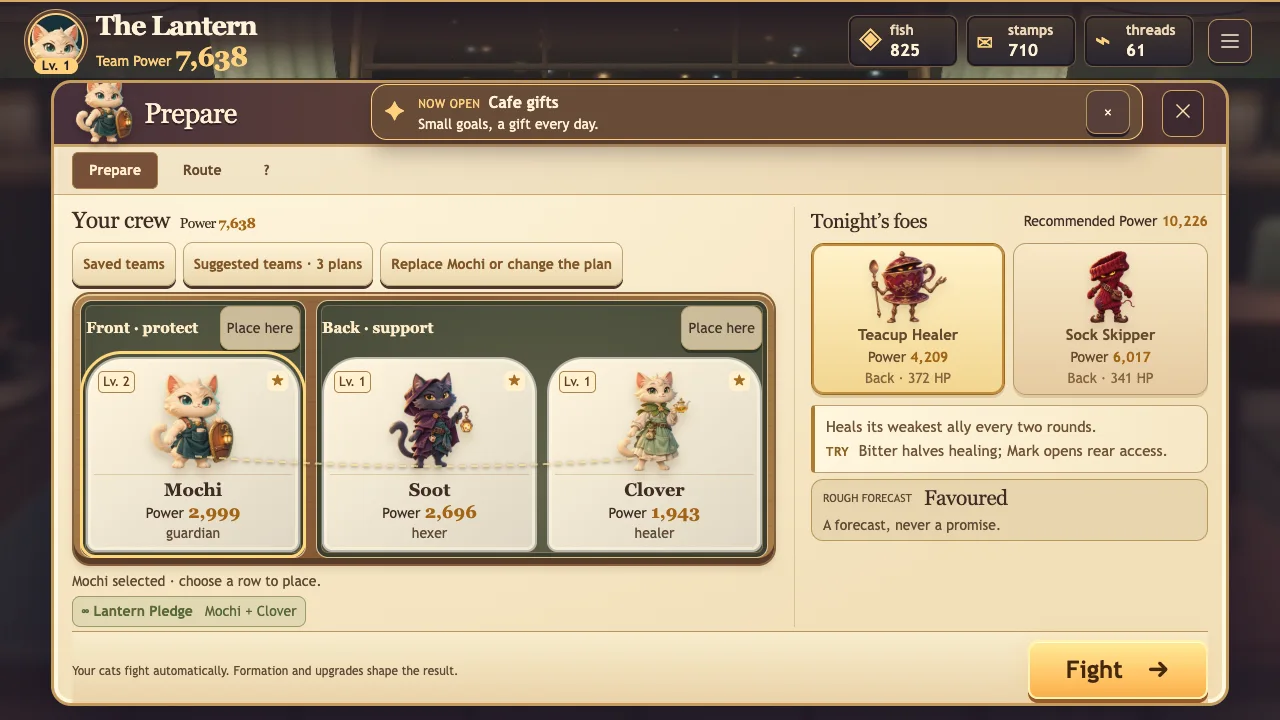 The Lantern
Team Power 7,638
Lv. 1
fish
825
stamps
710
threads
61
Prepare
NOW OPEN Cafe gifts
Small goals, a gift every day.
Prepare
Route
?
Your crew Power 7,638
Saved teams
Suggested teams · 3 plans
Replace Mochi or change the plan
Front · protect
Place here
Back · support
Place here
Lv. 2
Mochi
Power 2,999
guardian
Lv. 1
Soot
Power 2,696
hexer
Lv. 1
Clover
Power 1,943
healer
Mochi selected · choose a row to place.
∞ Lantern Pledge Mochi + Clover
Tonight's foes
Recommended Power 10,226
Teacup Healer
Power 4,209
Back · 372 HP
Sock Skipper
Power 6,017
Back · 341 HP
Heals its weakest ally every two rounds.
TRY Bitter halves healing; Mark opens rear access.
ROUGH FORECAST Favoured
A forecast, never a promise.
Your cats fight automatically. Formation and upgrades shape the result.
Fight →